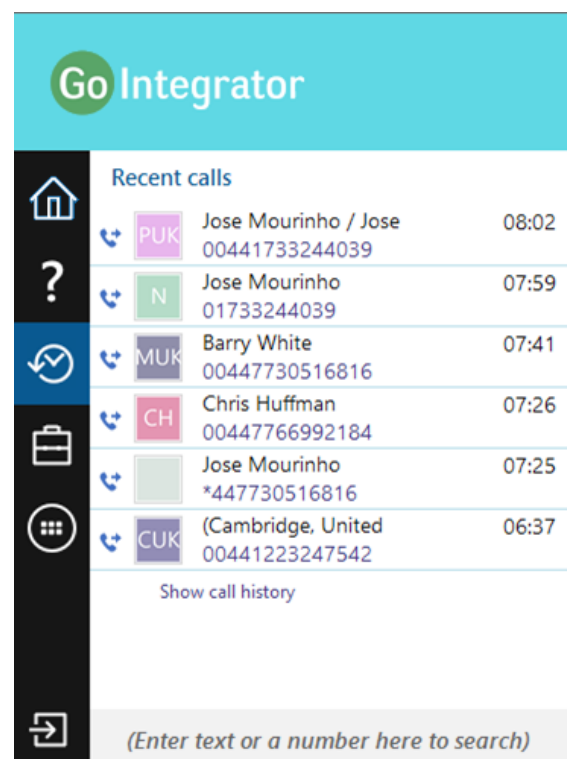 Go Integrator
Recent calls
PUK Jose Mourinho / Jose 08:02
00441733244039
N Jose Mourinho 07:59
01733244039
MUK Barry White 07:41
00447730516816
CH Chris Huffman 07:26
00447766992184
Jose Mourinho 07:25
*447730516816
CUK (Cambridge, United 06:37
00441223247542
Show call history
(Enter text or a number here to search)